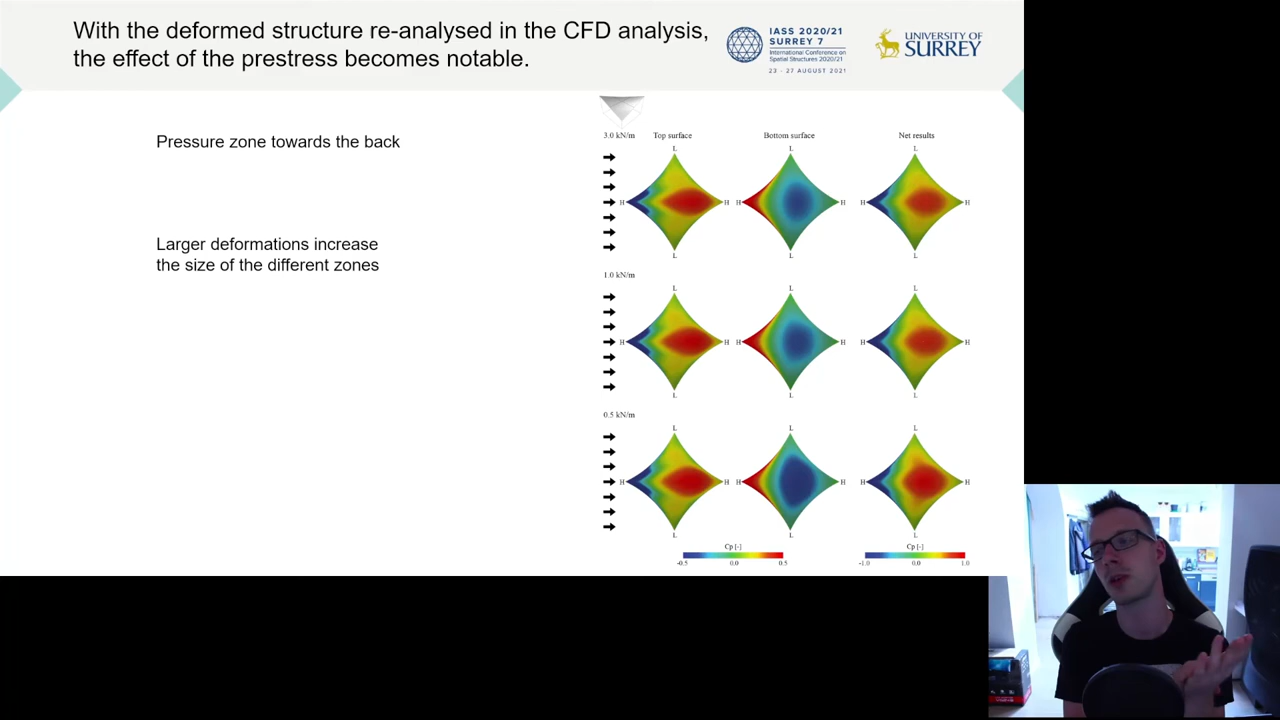 With the deformed structure re-analysed in the CFD analysis,
the effect of the prestress becomes notable.
IASS 2020/21
SURREY 7
International Conference on
Spatial Structures 2020/21
23 - 27 AUGUST 2021
UNIVERSITY OF
SURREY
Pressure zone towards the back
Larger deformations increase
the size of the different zones
3.0 kN/m Top surface Bottom surface Net results
L L L
H H H H H H
L L L
1.0 kN/m
L L L
H H H H H H
L L L
0.5 kN/m
L L L
H H H H H H
L L L
Cp [-] Cp [-]
-0.5 0.0 0.5 -1.0 0.0 1.0